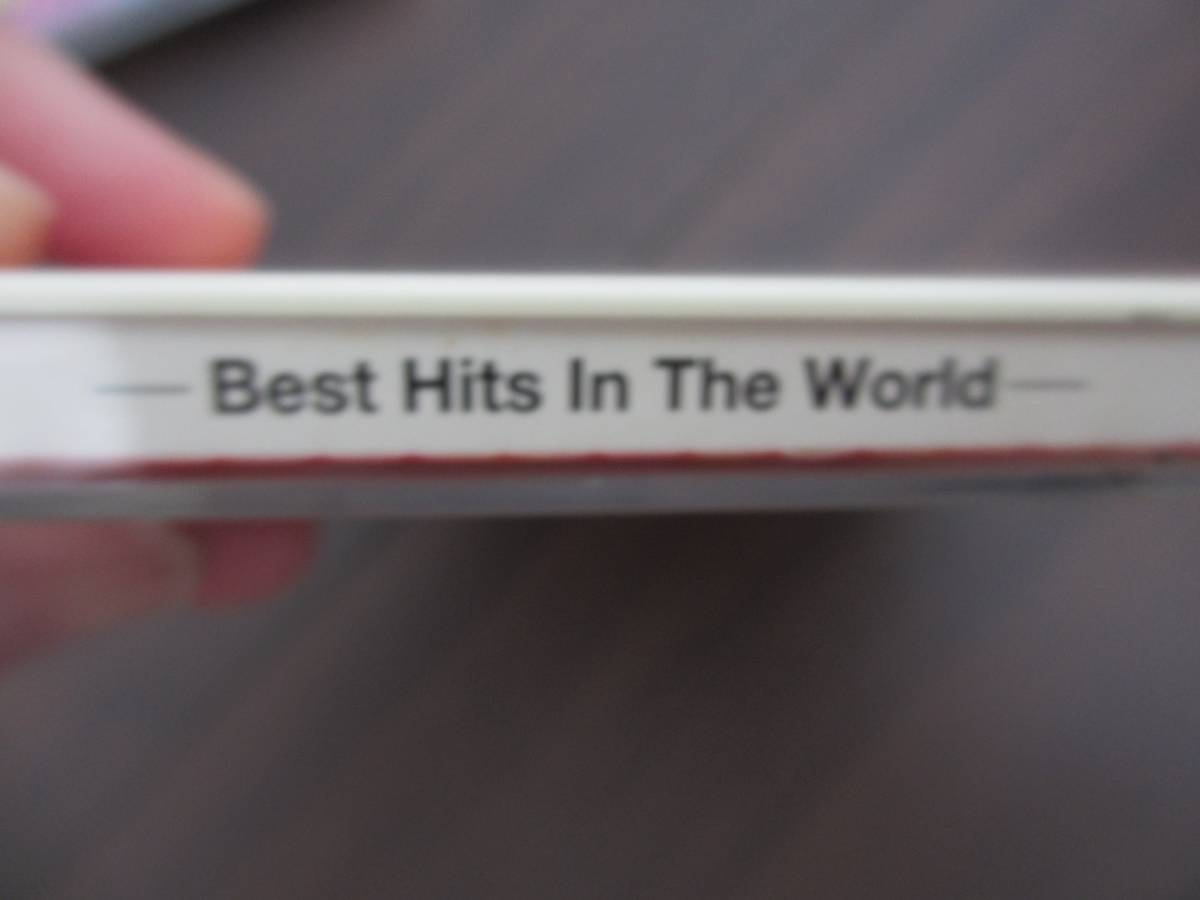 —Best Hits In The World—